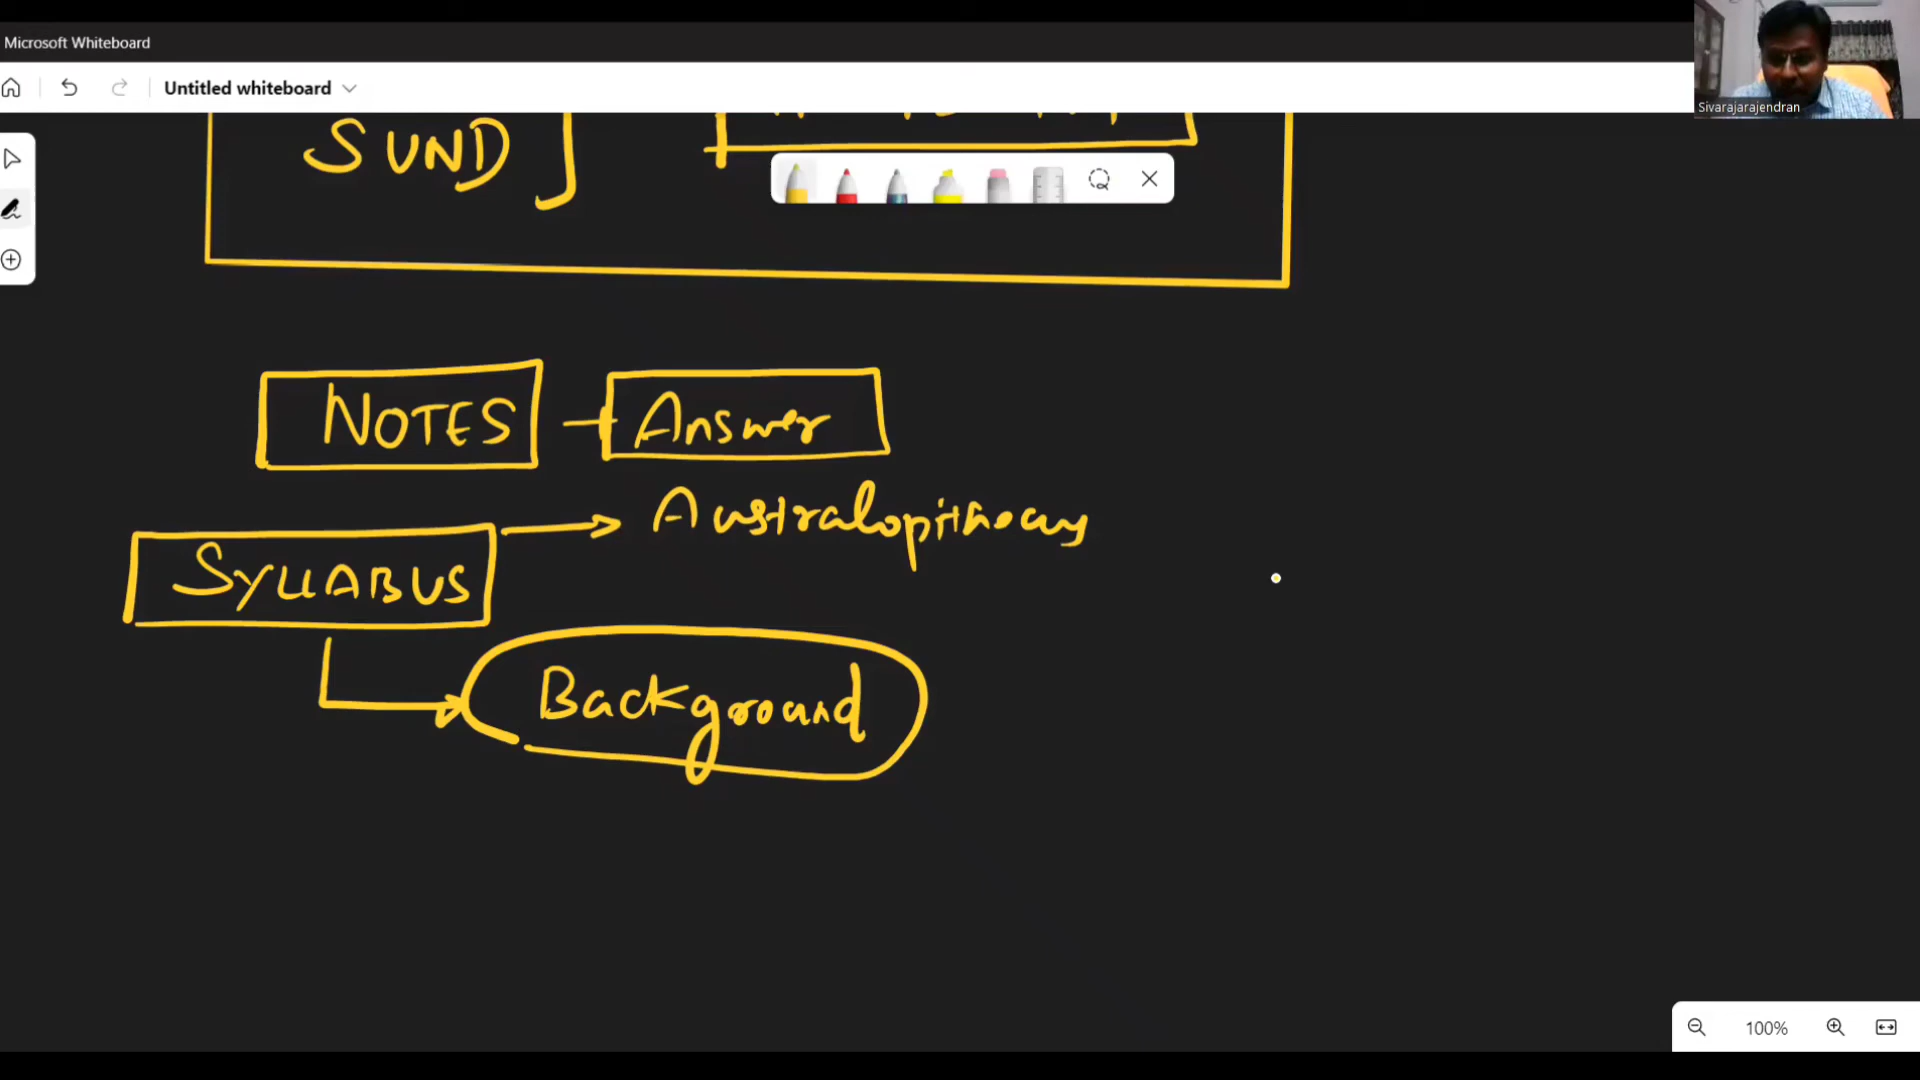 Microsoft Whiteboard
Untitled whiteboard
Sivarajarajendran
SUND
NOTES
Answer
Australopithecus
SYLLABUS
Background
100%